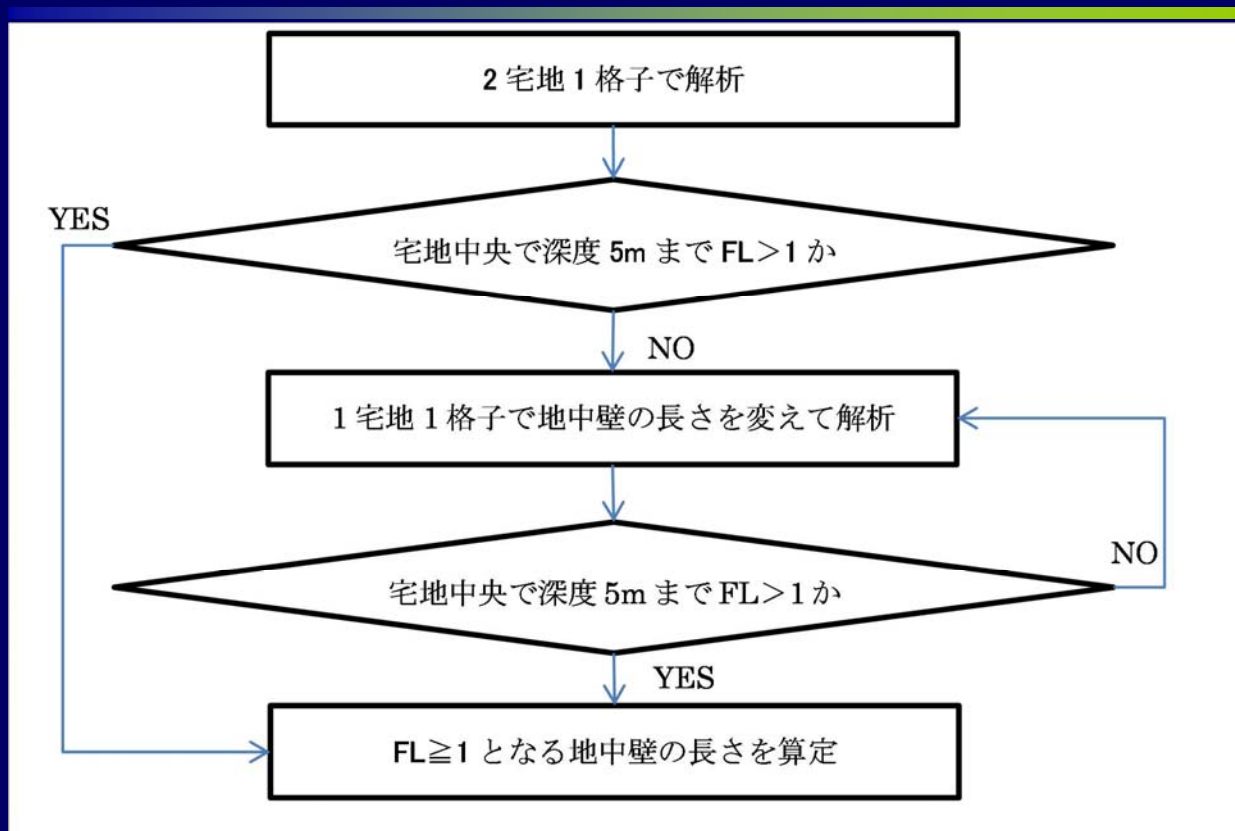 2宅地1格子で解析
YES
宅地中央で深度5mまでFL>1か
NO
1宅地1格子で地中壁の長さを変えて解析
NO
宅地中央で深度5mまでFL>1か
YES
FL≧1となる地中壁の長さを算定